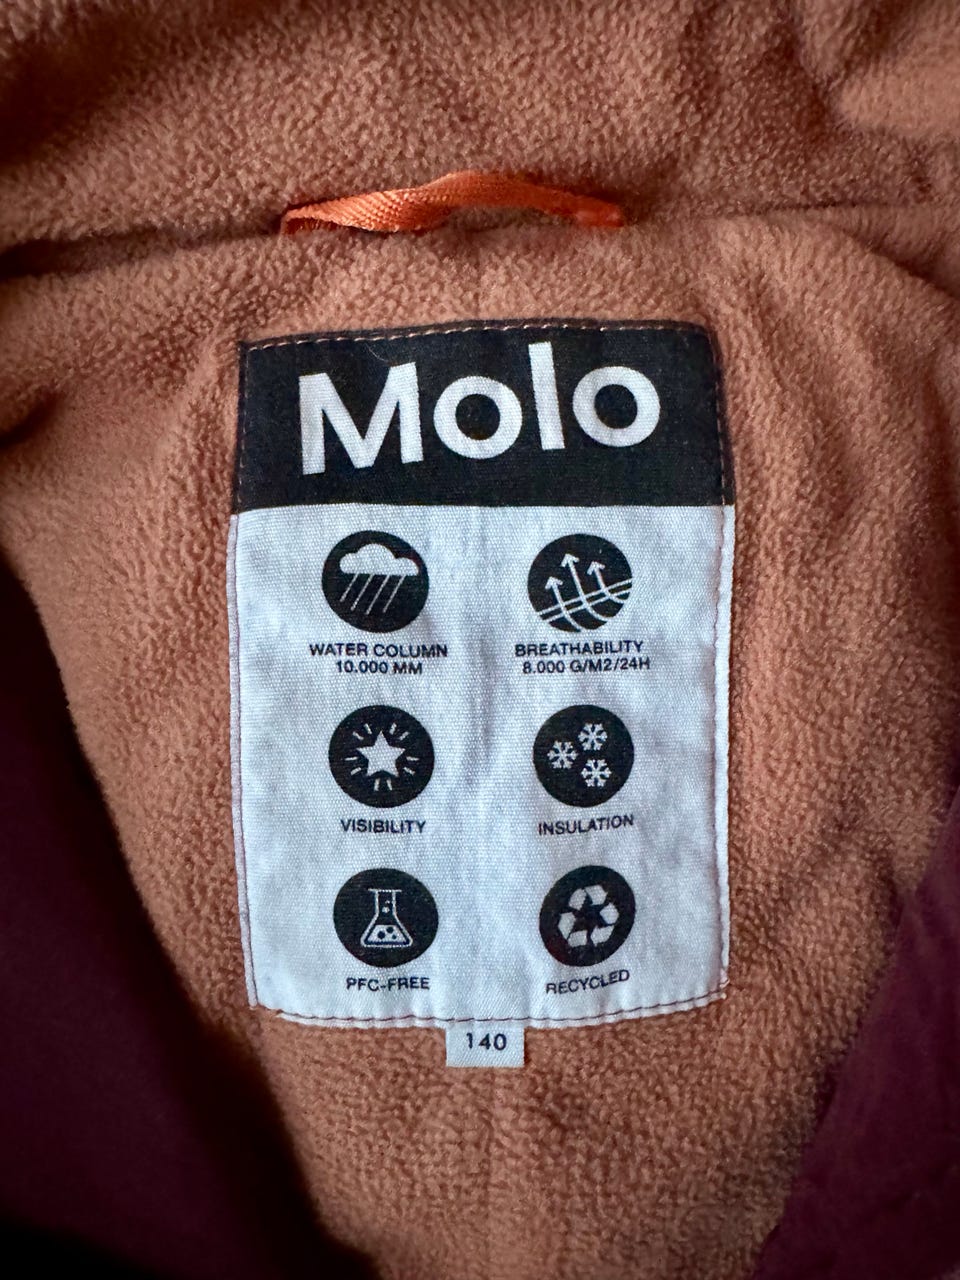 Molo
WATER COLUMN
10.000 MM
BREATHABILITY
8.000 G/M2/24H
VISIBILITY
INSULATION
PFC-FREE
RECYCLED
140